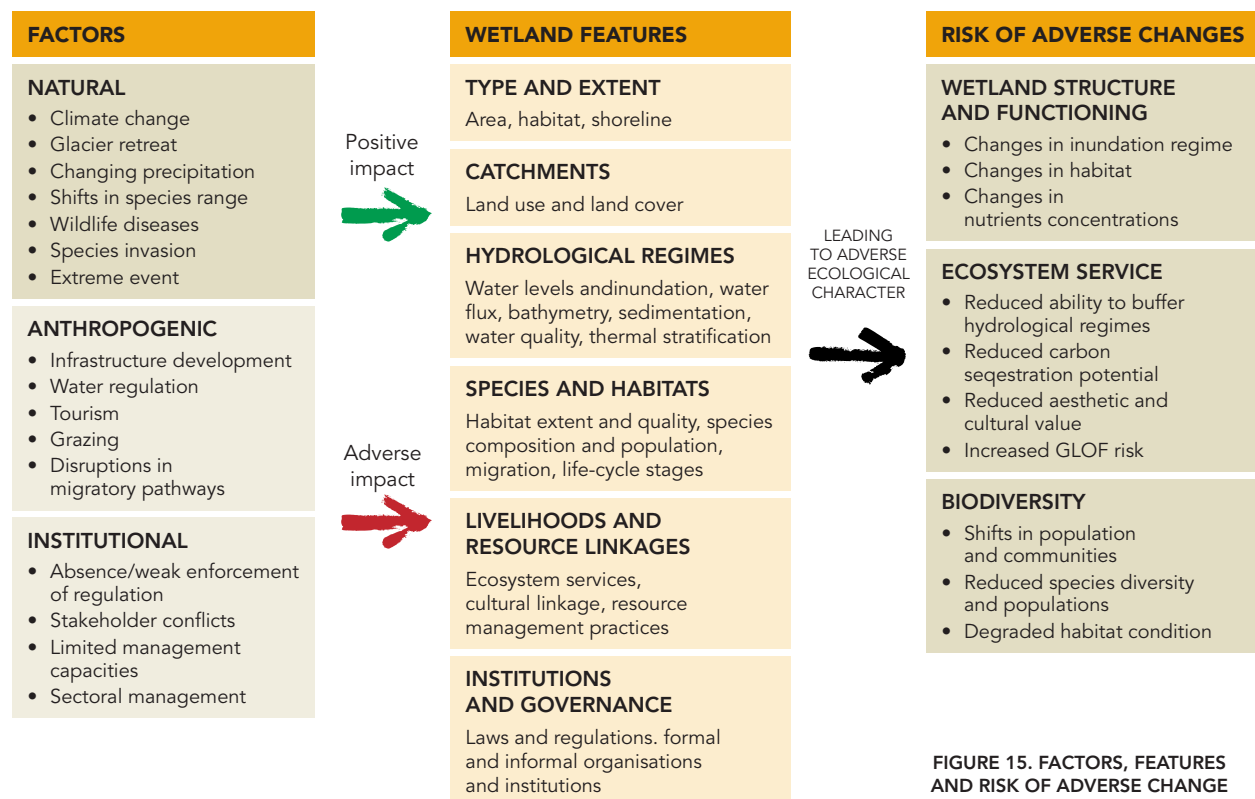 FACTORS
NATURAL
• Climate change
• Glacier retreat
• Changing precipitation
• Shifts in species range
• Wildlife diseases
• Species invasion
• Extreme event
ANTHROPOGENIC
• Infrastructure development
• Water regulation
• Tourism
• Grazing
• Disruptions in
migratory pathways
INSTITUTIONAL
• Absence/weak enforcement
of regulation
• Stakeholder conflicts
• Limited management
capacities
• Sectoral management
Positive
impact
Adverse
impact
WETLAND FEATURES
TYPE AND EXTENT
Area, habitat, shoreline
CATCHMENTS
Land use and land cover
HYDROLOGICAL REGIMES
Water levels andinundation, water
flux, bathymetry, sedimentation,
water quality, thermal stratification
SPECIES AND HABITATS
Habitat extent and quality, species
composition and population,
migration, life-cycle stages
LIVELIHOODS AND
RESOURCE LINKAGES
Ecosystem services,
cultural linkage, resource
management practices
INSTITUTIONS
AND GOVERNANCE
Laws and regulations. formal
and informal organisations
and institutions
LEADING
TO ADVERSE
ECOLOGICAL
CHARACTER
RISK OF ADVERSE CHANGES
WETLAND STRUCTURE
AND FUNCTIONING
• Changes in inundation regime
• Changes in habitat
• Changes in
nutrients concentrations
ECOSYSTEM SERVICE
• Reduced ability to buffer
hydrological regimes
• Reduced carbon
seqestration potential
• Reduced aesthetic and
cultural value
• Increased GLOF risk
BIODIVERSITY
• Shifts in population
and communities
• Reduced species diversity
and populations
• Degraded habitat condition
FIGURE 15. FACTORS, FEATURES
AND RISK OF ADVERSE CHANGE